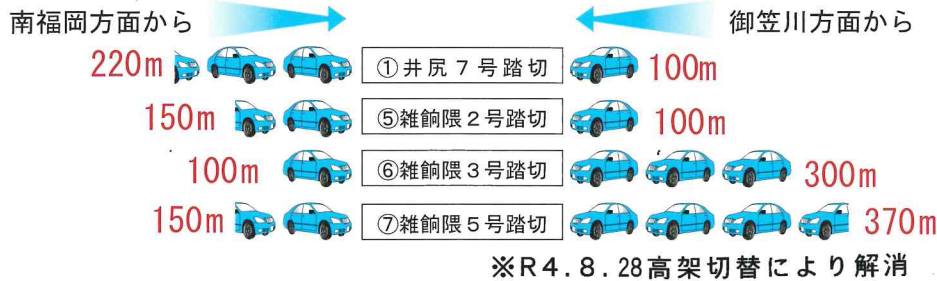 南福岡方面から 御笠川方面から
220m ①井尻7号踏切 100m
150m ⑤雑餉隈2号踏切 100m
100m ⑥雑餉隈3号踏切 300m
150m ⑦雑餉隈5号踏切 370m
※R4.8.28高架切替により解消